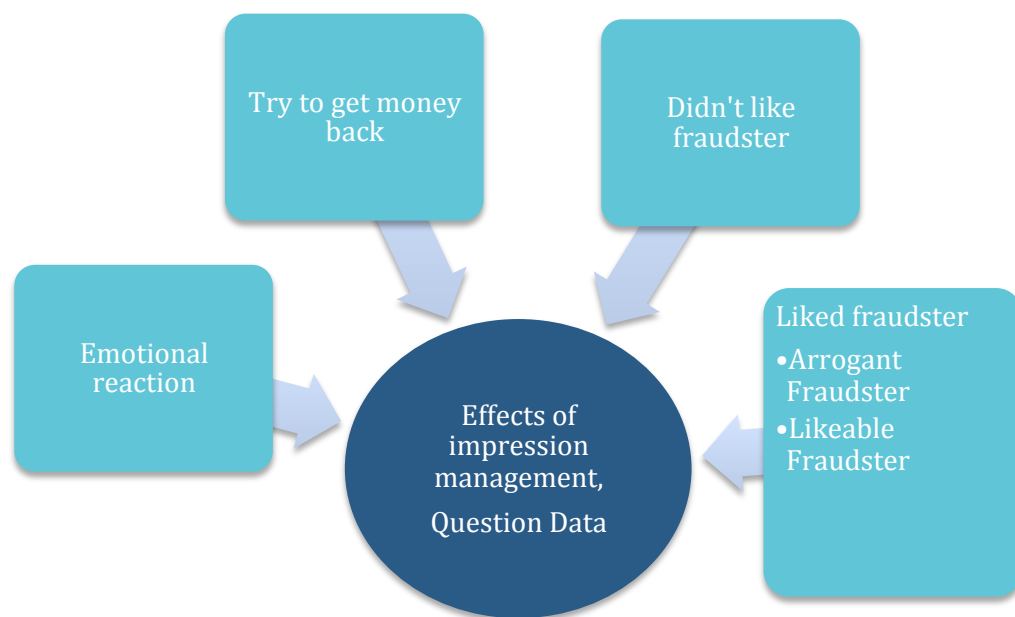 Try to get money
back
Didn't like
fraudster
Emotional
reaction
Liked fraudster
•Arrogant
Fraudster
•Likeable
Fraudster
Effects of
impression
management,
Question Data